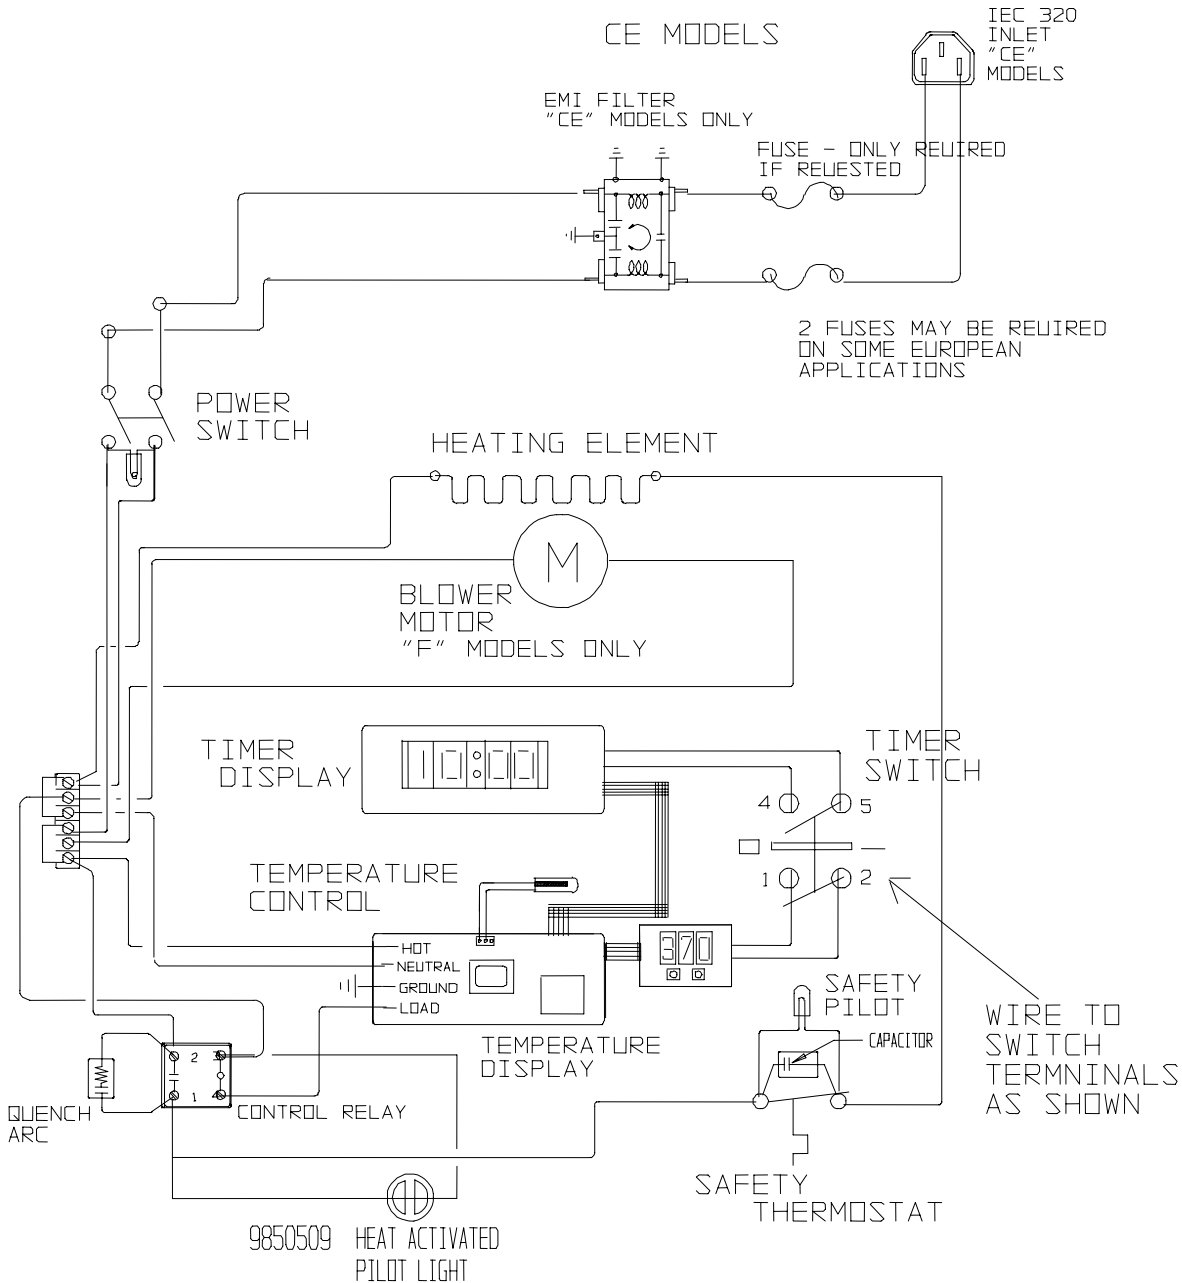 CE MODELS
IEC 320
INLET
"CE"
MODELS
EMI FILTER
"CE" MODELS ONLY
FUSE - ONLY REUIRED
IF REUESTED
2 FUSES MAY BE REUIRED
ON SOME EUROPEAN
APPLICATIONS
POWER
SWITCH
HEATING ELEMENT
M
BLOWER
MOTOR
"F" MODELS ONLY
TIMER
DISPLAY
10:00
TIMER
SWITCH
4
5
1
2
TEMPERATURE
CONTROL
HOT
NEUTRAL
GROUND
LOAD
370
TEMPERATURE
DISPLAY
SAFETY
PILOT
CAPACITOR
WIRE TO
SWITCH
TERMNINALS
AS SHOWN
2
3
1
4
QUENCH
ARC
CONTROL RELAY
SAFETY
THERMOSTAT
9850509 HEAT ACTIVATED
PILOT LIGHT